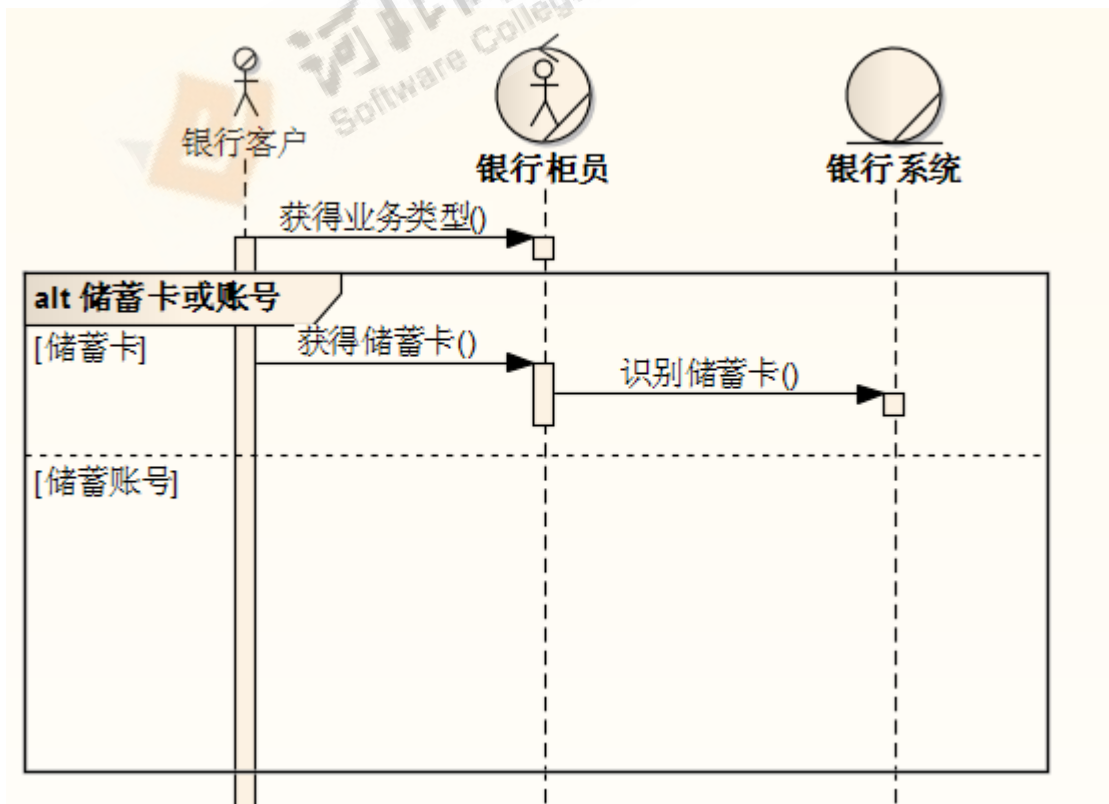 Software College
银行客户
银行柜员
银行系统
获得业务类型()
alt 储蓄卡或账号
[储蓄卡]
获得储蓄卡()
识别储蓄卡()
[储蓄账号]